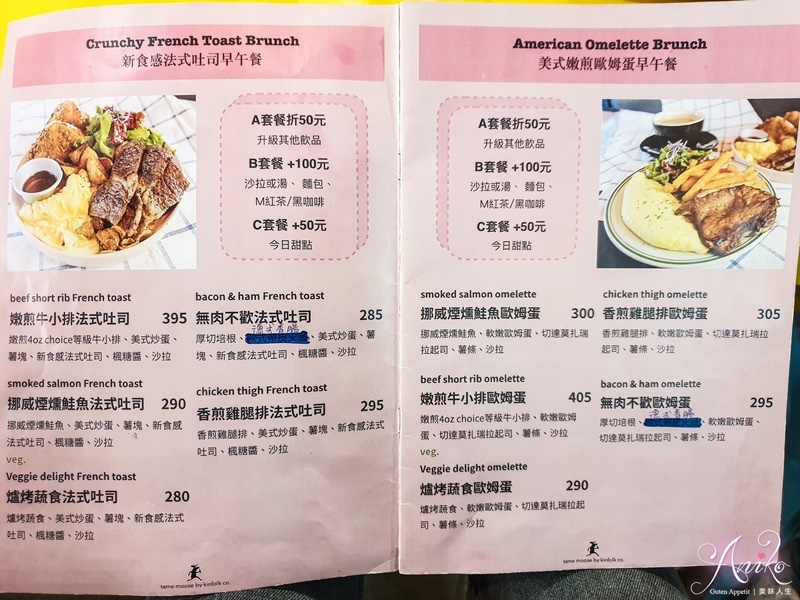 Crunchy French Toast Brunch
新食感法式吐司早午餐
A套餐折50元
升級其他飲品
B套餐 +100元
沙拉或湯、麵包、
M紅茶/黑咖啡
C套餐 +50元
今日甜點
beef short rib French toast
嫩煎牛小排法式吐司 395
嫩煎4oz choice等級牛小排、美式炒蛋、
薯塊、新食感法式吐司、楓糖醬、沙拉
bacon & ham French toast
無肉不歡法式吐司 285
德式香腸
厚切培根、美式炒蛋、薯
塊、新食感法式吐司、楓糖醬、沙拉
smoked salmon French toast
挪威煙燻鮭魚法式吐司 290
挪威煙燻鮭魚、美式炒蛋、薯塊、新食感
法式吐司、楓糖醬、沙拉
chicken thigh French toast
香煎雞腿排法式吐司 295
香煎雞腿排、美式炒蛋、薯塊、新食感法式
吐司、楓糖醬、沙拉
veg.
Veggie delight French toast
爐烤蔬食法式吐司 280
爐烤蔬食、美式炒蛋、薯塊、新食感法式
吐司、楓糖醬、沙拉
tame moose by kinfolk co.
American Omelette Brunch
美式嫩煎歐姆蛋早午餐
A套餐折50元
升級其他飲品
B套餐 +100元
沙拉或湯、麵包、
M紅茶/黑咖啡
C套餐 +50元
今日甜點
smoked salmon omelette
挪威煙燻鮭魚歐姆蛋 300
挪威煙燻鮭魚、軟嫩歐姆蛋、切達莫扎瑞
拉起司、薯條、沙拉
chicken thigh omelette
香煎雞腿排歐姆蛋 305
香煎雞腿排、軟嫩歐姆蛋、切達莫扎瑞拉
起司、薯條、沙拉
beef short rib omelette
嫩煎牛小排歐姆蛋 405
嫩煎4oz choice等級牛小排、軟嫩歐姆
蛋、切達莫扎瑞拉起司、薯條、沙拉
bacon & ham omelette
無肉不歡歐姆蛋 295
德式香腸
厚切培根、軟嫩歐姆蛋、
切達莫扎瑞拉起司、薯條、沙拉
veg.
Veggie delight omelette
爐烤蔬食歐姆蛋 290
爐烤蔬食、軟嫩歐姆蛋、切達莫扎瑞拉起
司、薯條、沙拉
tame moose by kinfolk co.
Aniko
Guten Appetit | 美味人生